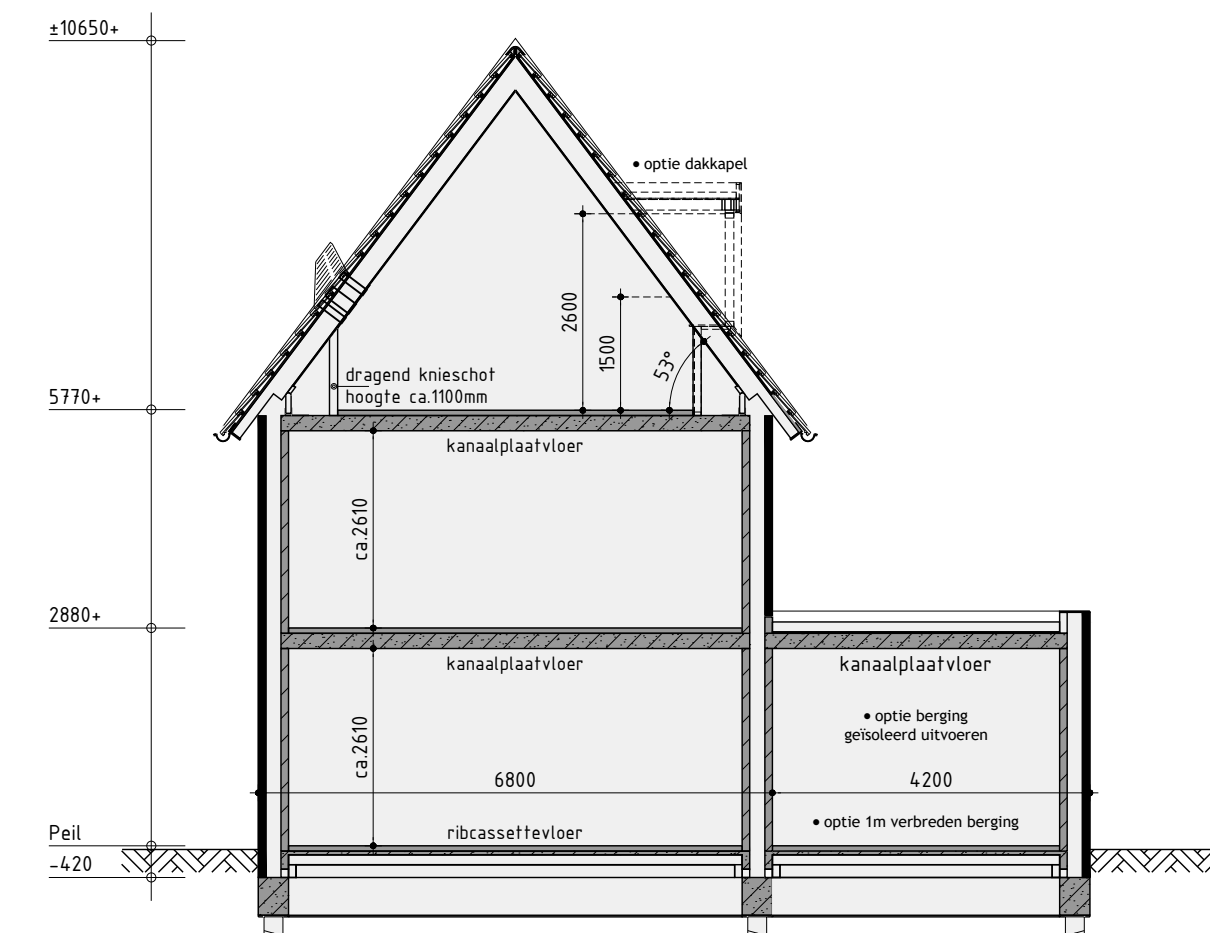 ±10650+
• optie dakkapel
2600
1500
53°
dragend knieschot
hoogte ca.1100mm
5770+
kanaalplaatvloer
ca.2610
2880+
kanaalplaatvloer
kanaalplaatvloer
• optie berging
geïsoleerd uitvoeren
ca.2610
6800
4200
• optie 1m verbreden berging
ribcassettevloer
Peil
-420